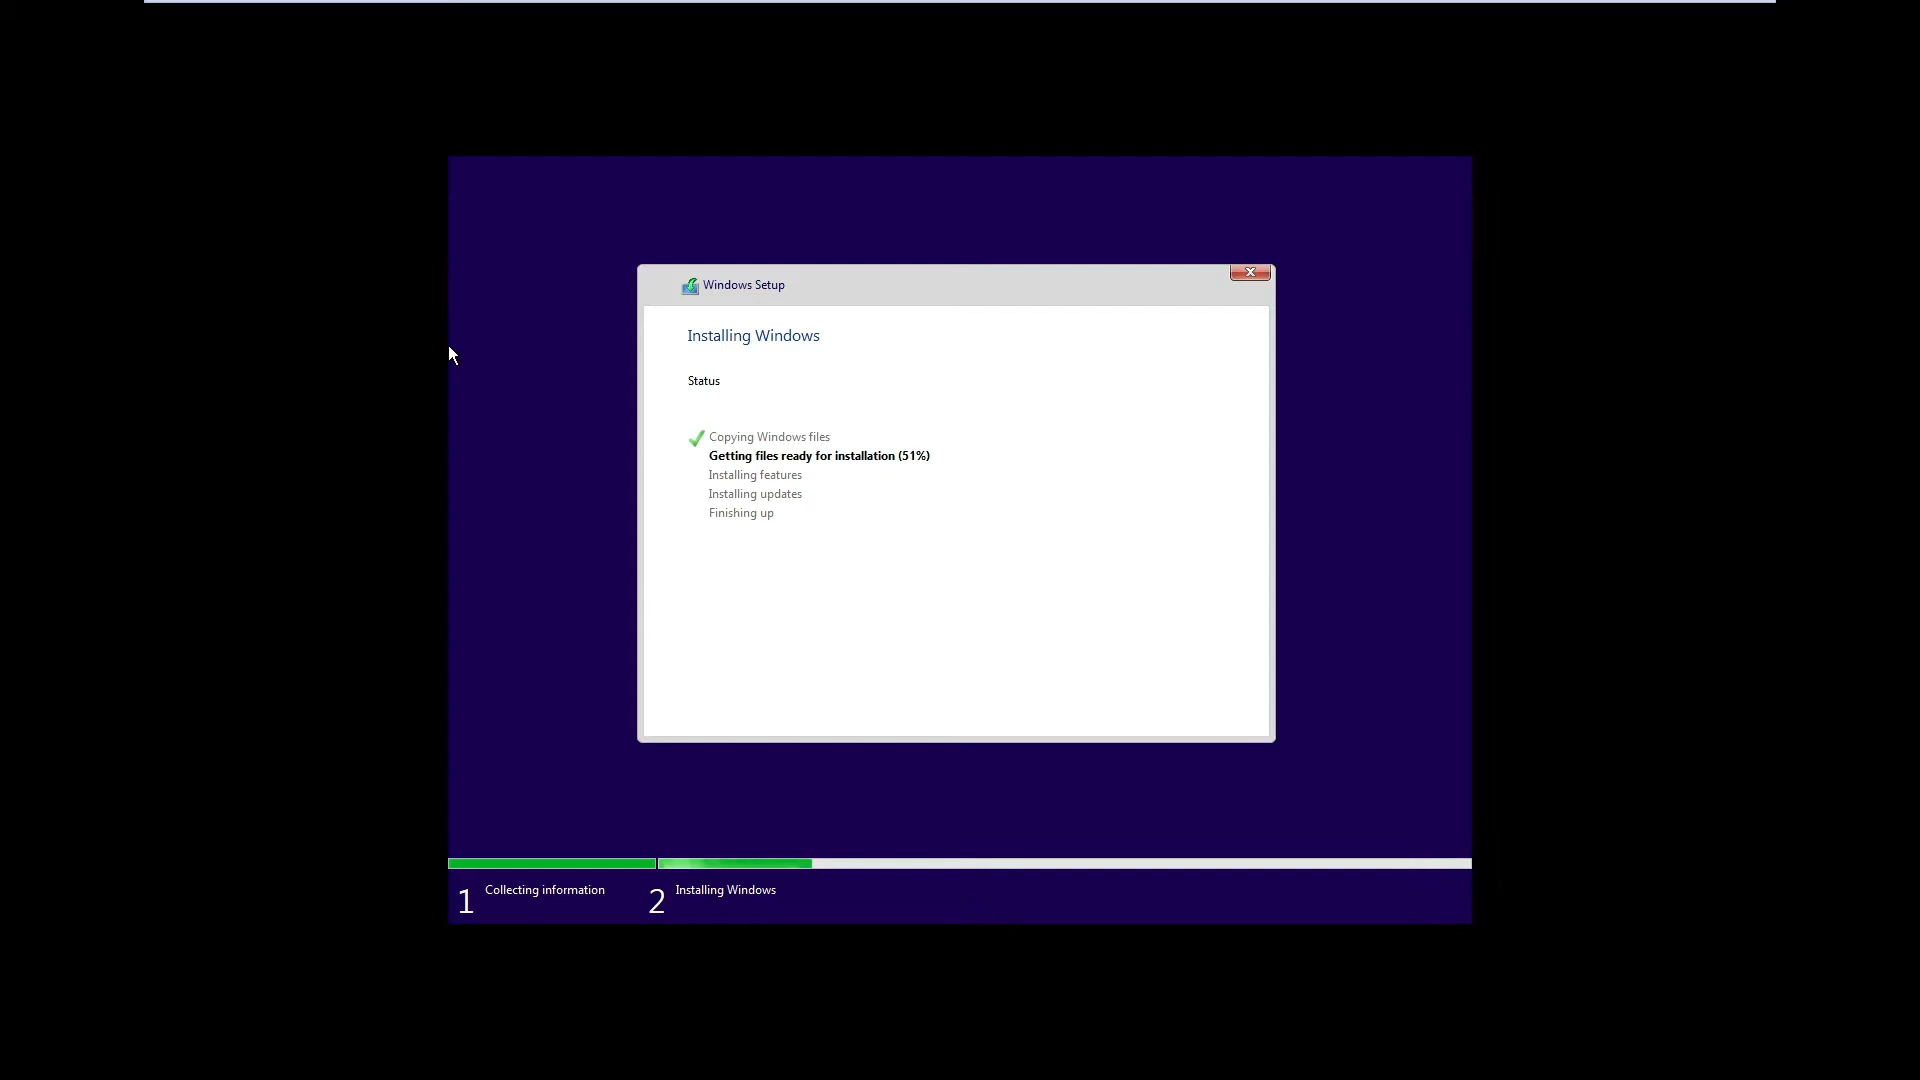 Windows Setup
Installing Windows
Status
Copying Windows files
Getting files ready for installation (51%)
Installing features
Installing updates
Finishing up
1 Collecting information 2 Installing Windows